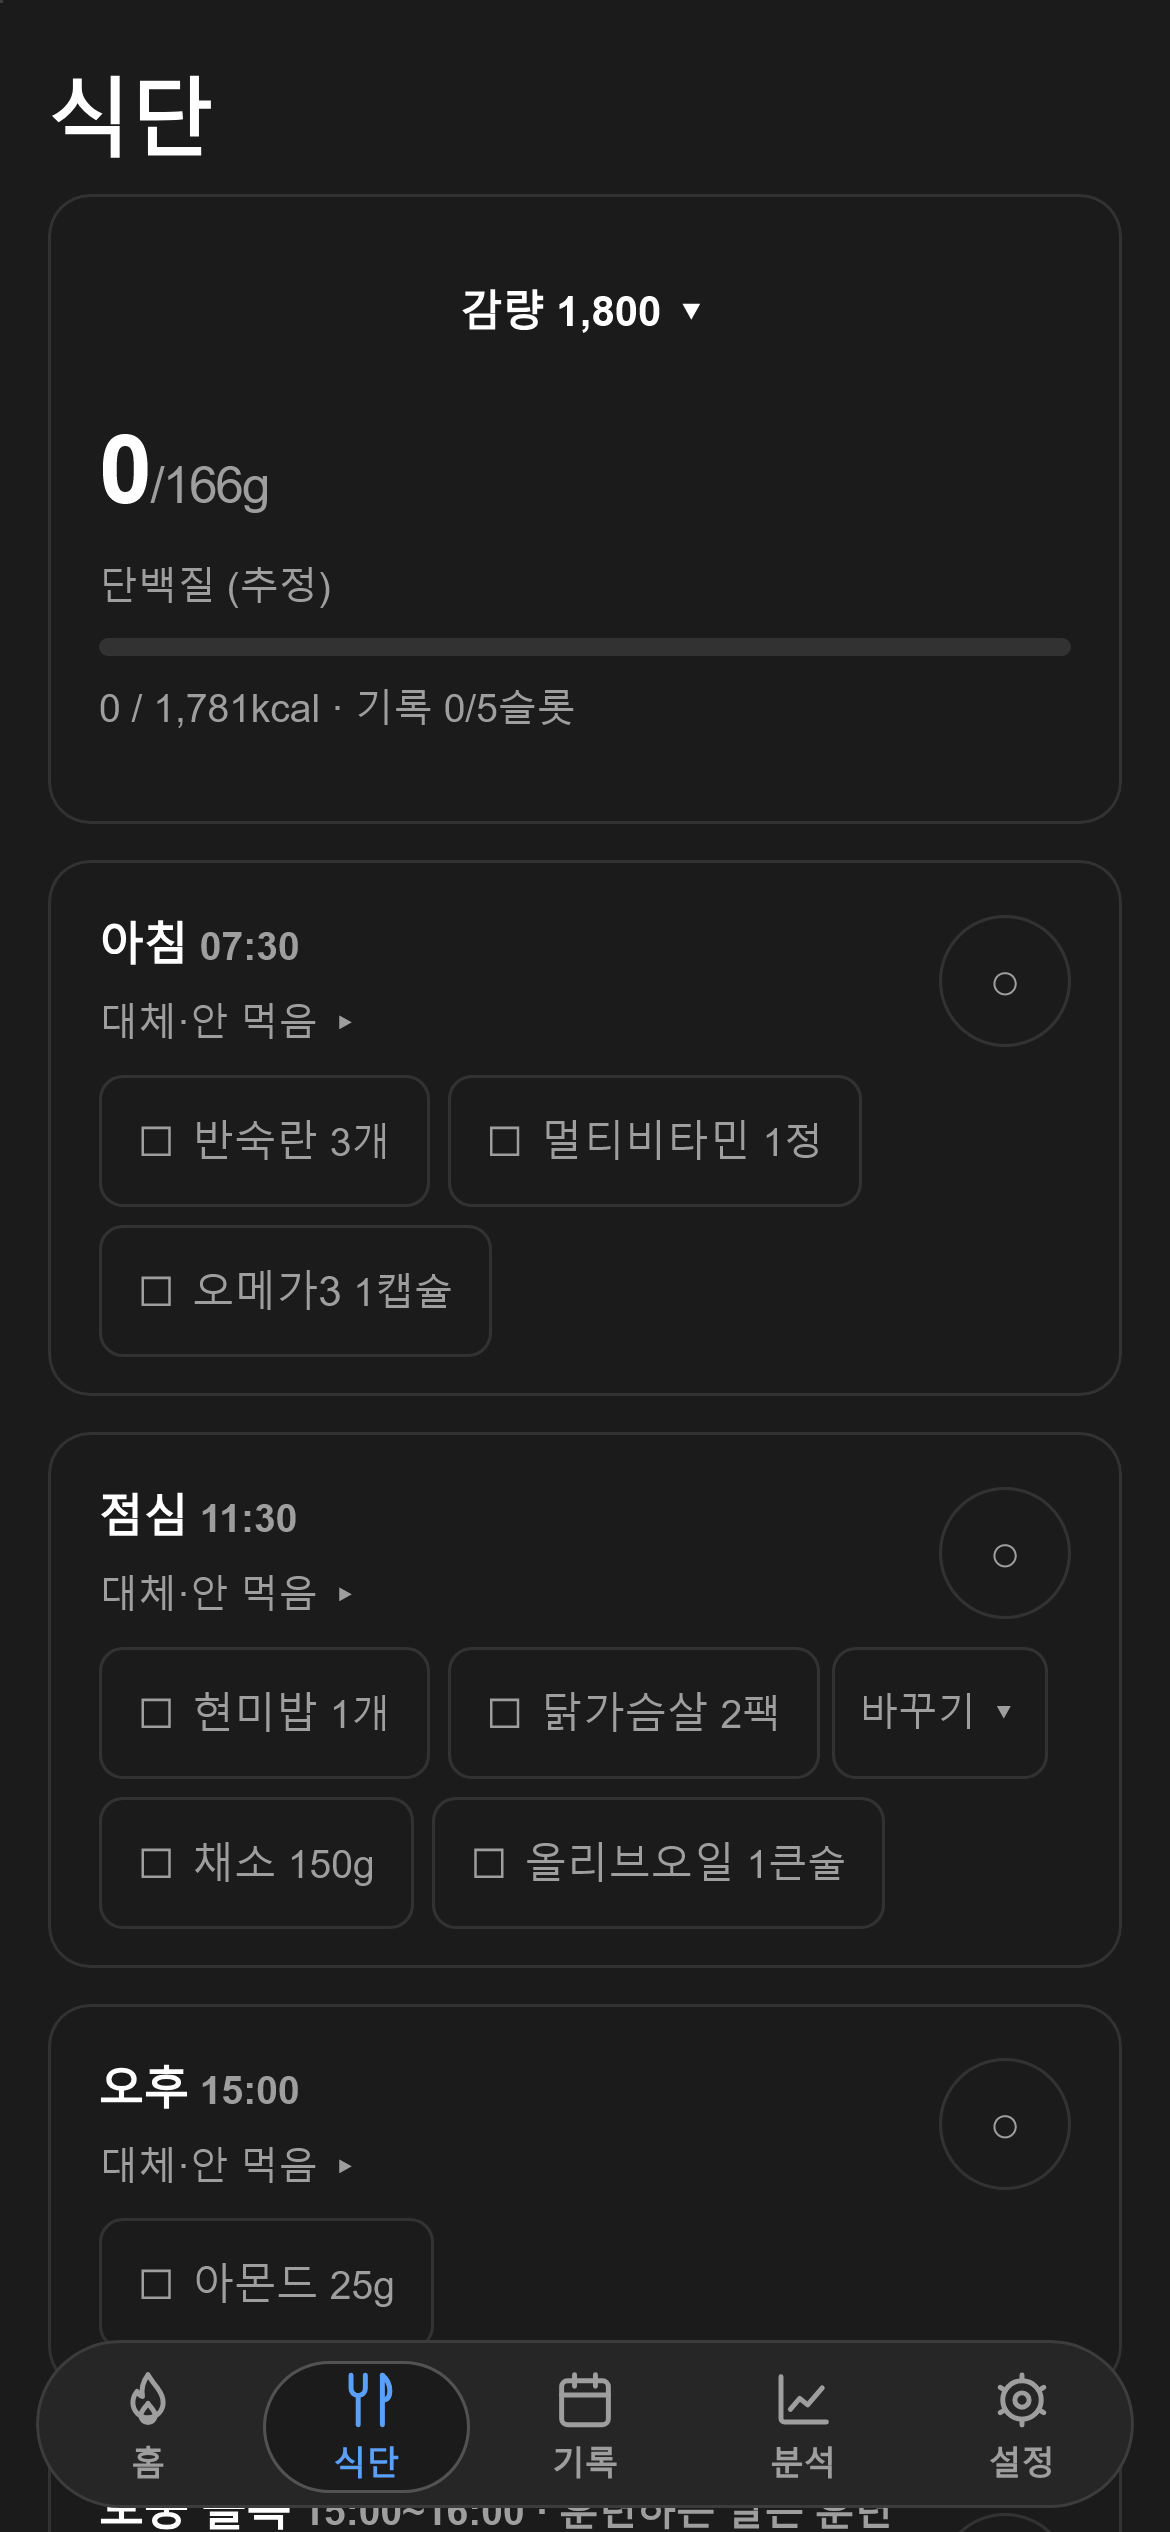 식단
감량 1,800 ▼
0/166g
단백질 (추정)
0 / 1,781kcal · 기록 0/5슬롯
아침 07:30
○
대체·안 먹음 ▸
☐ 반숙란 3개
☐ 멀티비타민 1정
☐ 오메가3 1캡슐
점심 11:30
○
대체·안 먹음 ▸
☐ 현미밥 1개
☐ 닭가슴살 2팩
바꾸기 ▼
☐ 채소 150g
☐ 올리브오일 1큰술
오후 15:00
○
대체·안 먹음 ▸
☐ 아몬드 25g
홈
식단
기록
분석
설정
15:00~16:00 ·